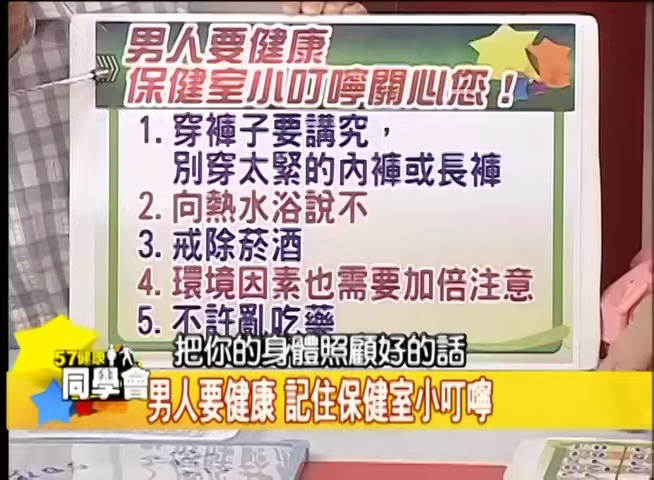 男人要健康
保健室小叮嚀關心您！
1. 穿褲子要講究，
別穿太緊的內褲或長褲
2. 向熱水浴說不
3. 戒除菸酒
4. 環境因素也需要加倍注意
5. 不許亂吃藥
把你的身體照顧好的話
57健康
同學會
男人要健康 記住保健室小叮嚀